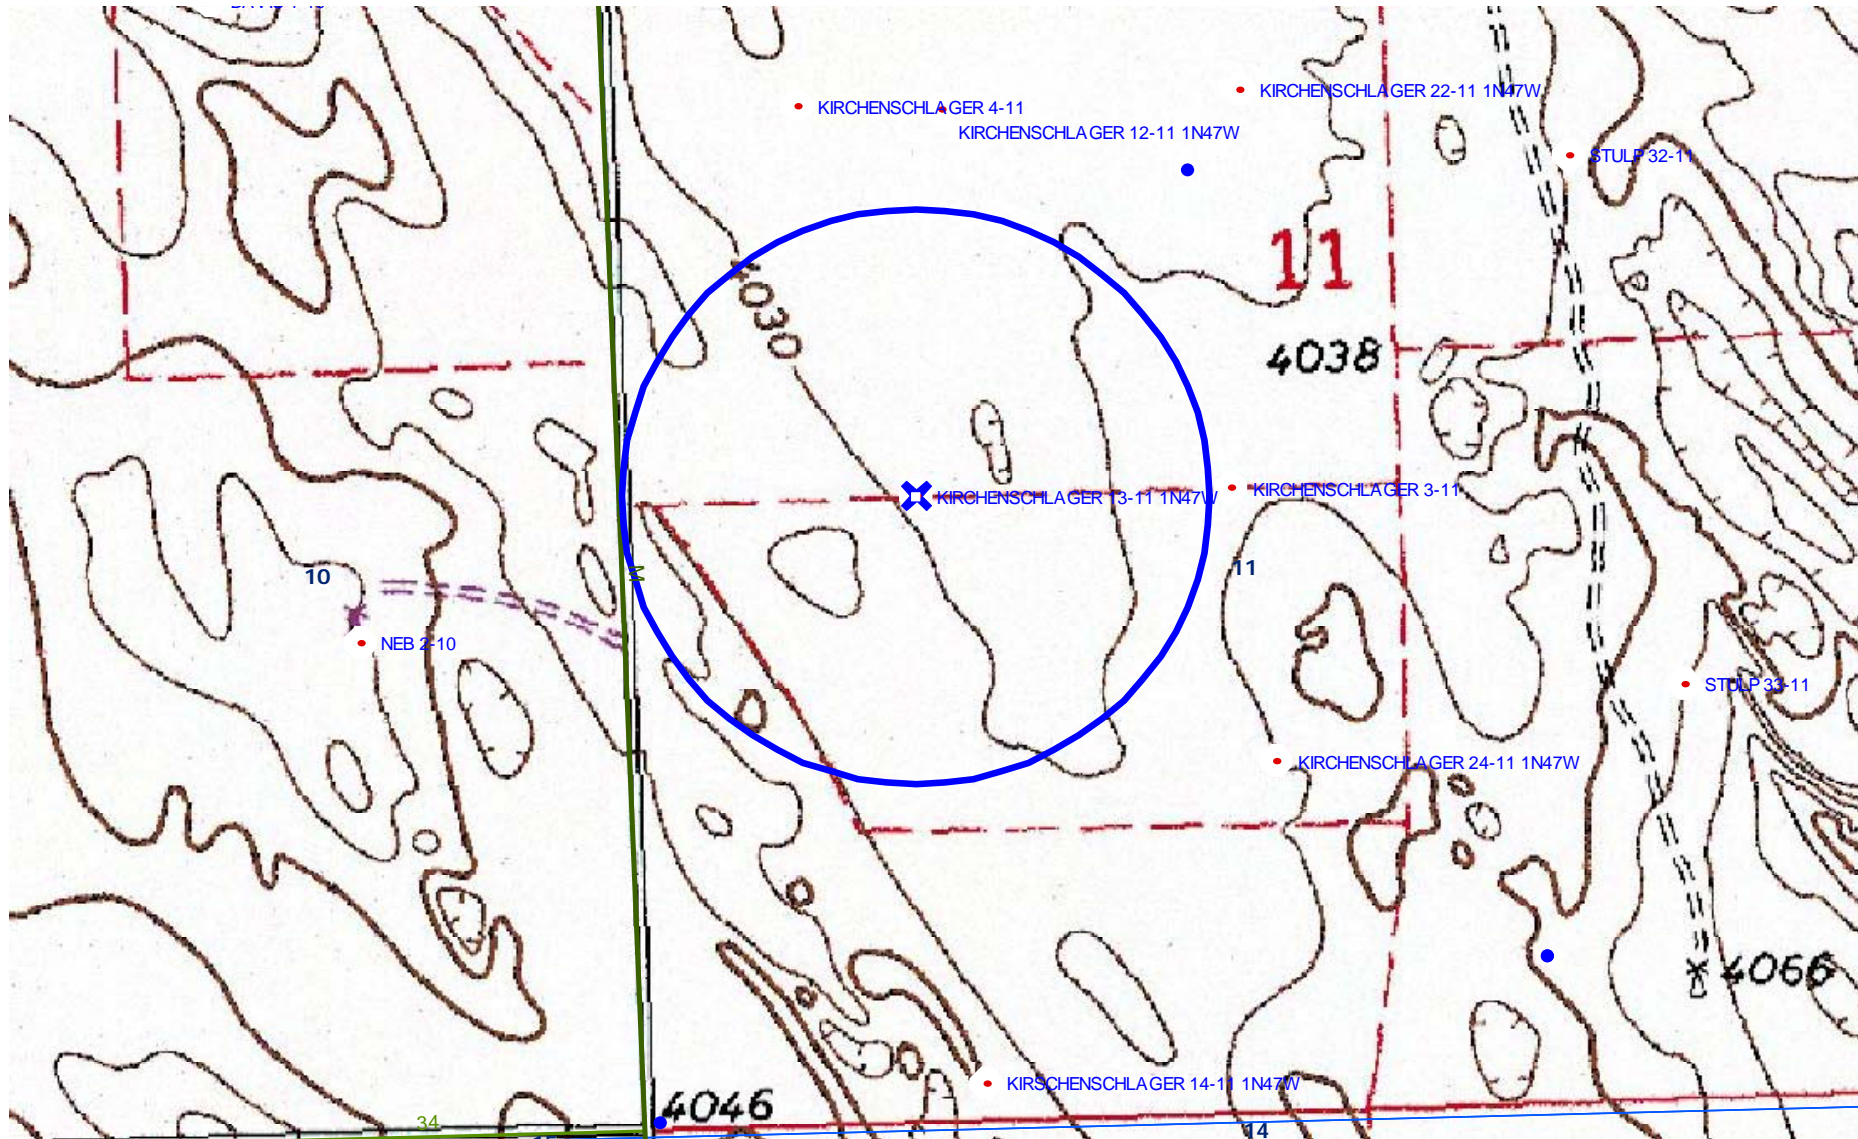 KIRCHENSCHLAGER 22-11 1N47W
KIRCHENSCHLAGER 4-11
KIRCHENSCHLAGER 12-11 1N47W
STULP 32-11
11
4030
4038
KIRCHENSCHLAGER 3-11
KIRCHENSCHLAGER 13-11 1N47W
11
10
NEB 2-10
STULP 33-11
KIRCHENSCHLAGER 24-11 1N47W
4066
KIRSCHENSCHLAGER 14-11 1N47W
4046
34
14